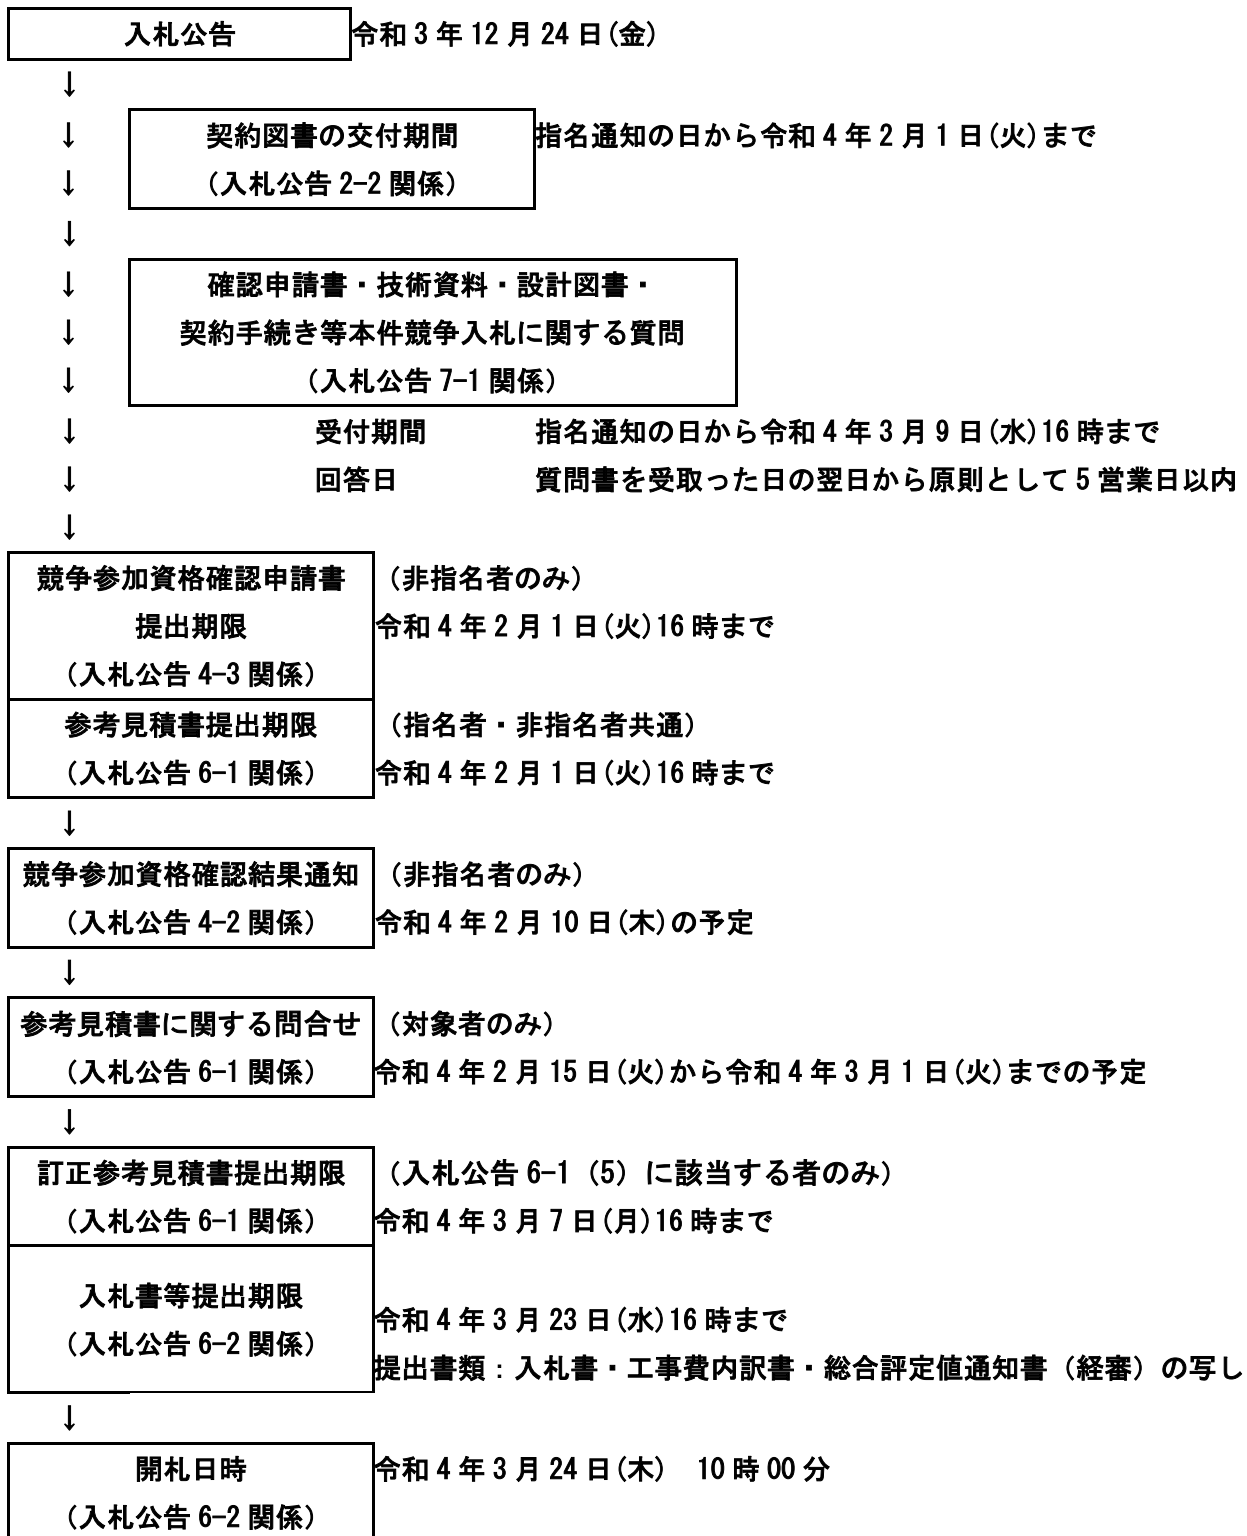 入札公告 令和3年12月24日(金)
↓
↓ 契約図書の交付期間 指名通知の日から令和4年2月1日(火)まで
↓ (入札公告2-2関係)
↓
↓ 確認申請書・技術資料・設計図書・
↓ 契約手続き等本件競争入札に関する質問
↓ (入札公告7-1関係)
↓ 受付期間 指名通知の日から令和4年3月9日(水)16時まで
↓ 回答日 質問書を受取った日の翌日から原則として5営業日以内
↓
競争参加資格確認申請書 (非指名者のみ)
提出期限 令和4年2月1日(火)16時まで
(入札公告4-3関係)
参考見積書提出期限 (指名者・非指名者共通)
(入札公告6-1関係) 令和4年2月1日(火)16時まで
↓
競争参加資格確認結果通知 (非指名者のみ)
(入札公告4-2関係) 令和4年2月10日(木)の予定
↓
参考見積書に関する問合せ (対象者のみ)
(入札公告6-1関係) 令和4年2月15日(火)から令和4年3月1日(火)までの予定
↓
訂正参考見積書提出期限 (入札公告6-1(5)に該当する者のみ)
(入札公告6-1関係) 令和4年3月7日(月)16時まで
入札書等提出期限
令和4年3月23日(水)16時まで
(入札公告6-2関係)
提出書類:入札書・工事費内訳書・総合評定値通知書(経審)の写し
↓
開札日時 令和4年3月24日(木) 10時00分
(入札公告6-2関係)